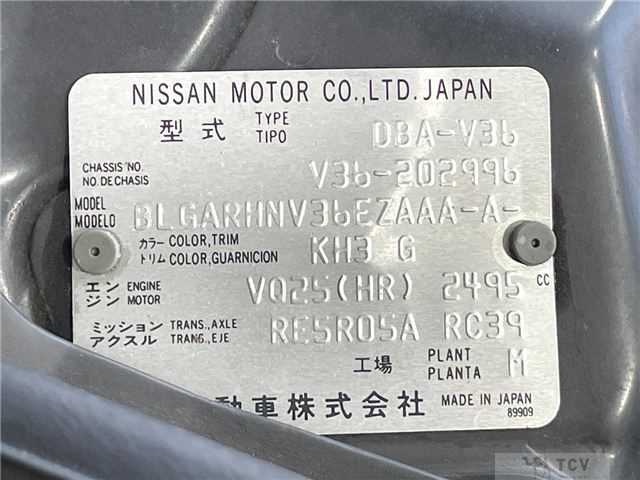 NISSAN MOTOR CO.,LTD. JAPAN
型式 TYPE TIPO DBA-V36
CHASSIS NO. NO. DE CHASIS V36-202996
MODEL MODELO BLGARHNV36EZAAA-A-
カラー COLOR,TRIM トリム COLOR,GUARNICION KH3 G
エンジン ENGINE MOTOR VQ25(HR) 2495 CC
ミッション TRANS.,AXLE アクスル TRANS.,EJE RE5R05A RC39
工場 PLANT PLANTA M
動車株式会社 MADE IN JAPAN
89909
TCV